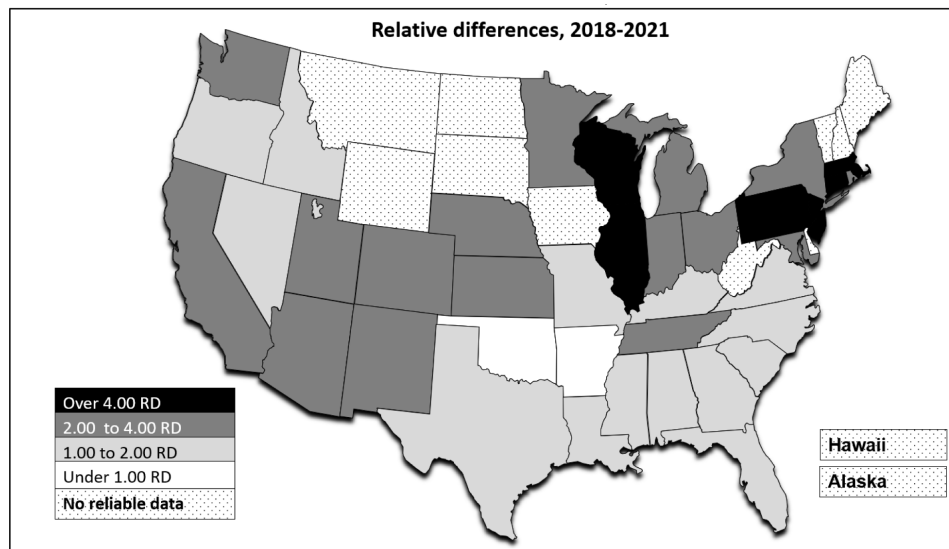 Relative differences, 2018-2021
Over 4.00 RD
2.00 to 4.00 RD
1.00 to 2.00 RD
Under 1.00 RD
No reliable data
Hawaii
Alaska